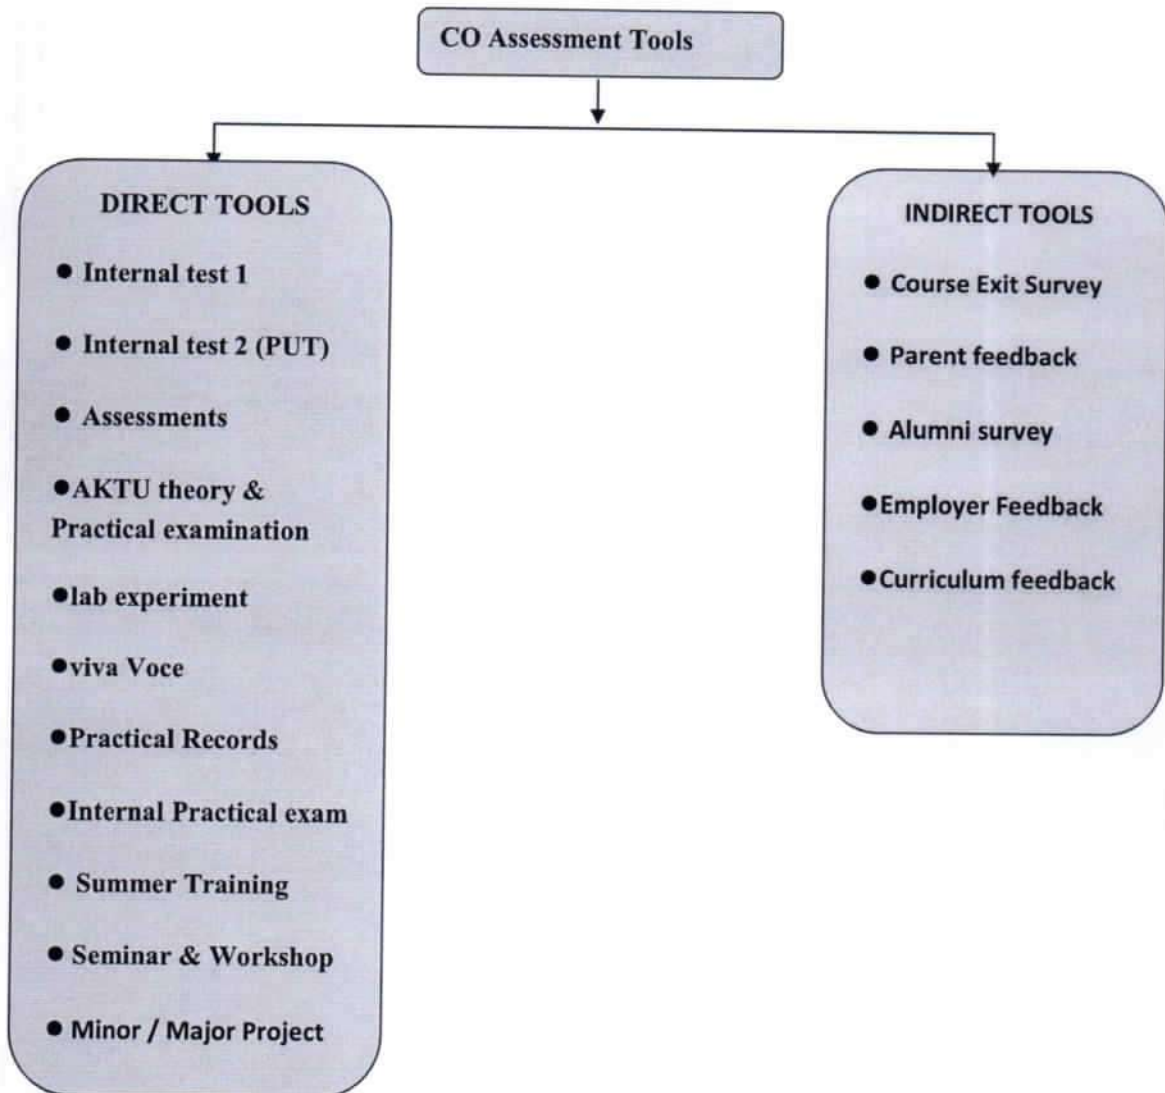 CO Assessment Tools
DIRECT TOOLS
● Internal test 1
● Internal test 2 (PUT)
● Assessments
●AKTU theory &
Practical examination
●lab experiment
●viva Voce
●Practical Records
●Internal Practical exam
● Summer Training
● Seminar & Workshop
● Minor / Major Project
INDIRECT TOOLS
● Course Exit Survey
● Parent feedback
● Alumni survey
●Employer Feedback
●Curriculum feedback